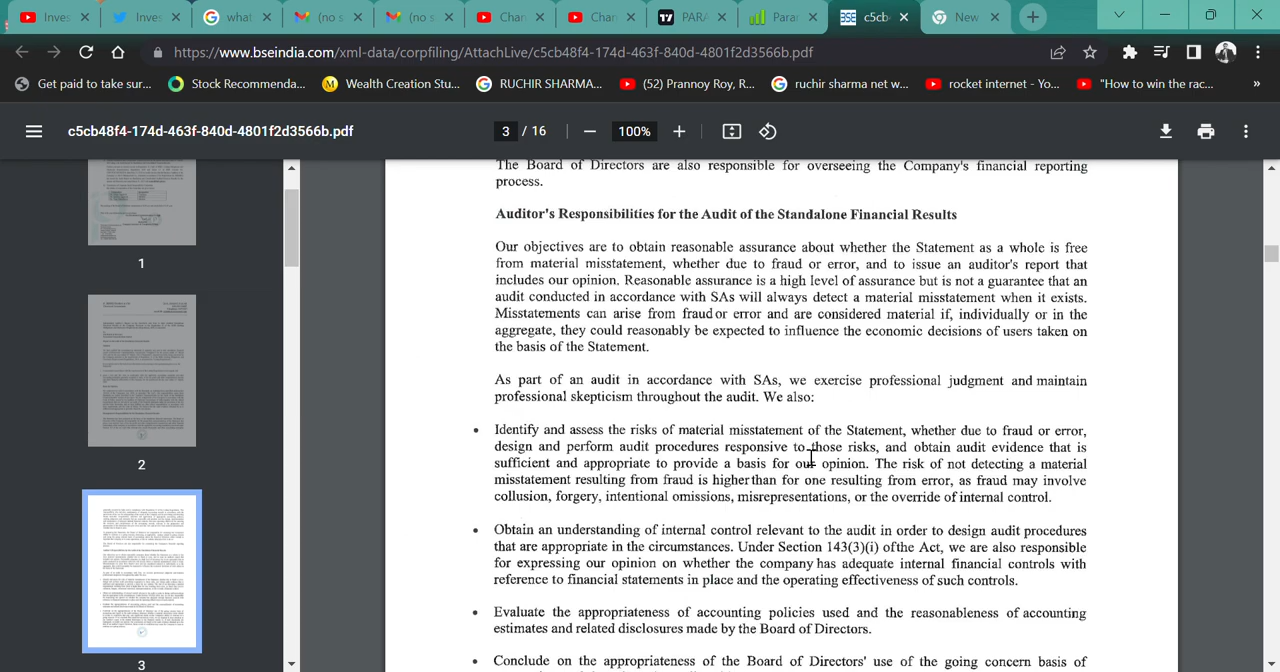 Invest
Invest
what
(no s
(no s
Chan
Chan
PARA
Parar
c5cb
New
https://www.bseindia.com/xml-data/corpfiling/AttachLive/c5cb48f4-174d-463f-840d-4801f2d3566b.pdf
Get paid to take sur...
Stock Recommenda...
Wealth Creation Stu...
RUCHIR SHARMA...
(52) Prannoy Roy, R...
ruchir sharma net w...
rocket internet - Yo...
"How to win the rac...
»
c5cb48f4-174d-463f-840d-4801f2d3566b.pdf
3 / 16
100%
1
2
3
The Board of Directors are also responsible for overseeing the Company's financial reporting
process.
Auditor's Responsibilities for the Audit of the Standalone Financial Results
Our objectives are to obtain reasonable assurance about whether the Statement as a whole is free
from material misstatement, whether due to fraud or error, and to issue an auditor's report that
includes our opinion. Reasonable assurance is a high level of assurance but is not a guarantee that an
audit conducted in accordance with SAs will always detect a material misstatement when it exists.
Misstatements can arise from fraud or error and are considered material if, individually or in the
aggregate, they could reasonably be expected to influence the economic decisions of users taken on
the basis of the Statement.
As part of an audit in accordance with SAs, we exercise professional judgment and maintain
professional skepticism throughout the audit. We also:
• Identify and assess the risks of material misstatement of the Statement, whether due to fraud or error,
design and perform audit procedures responsive to those risks, and obtain audit evidence that is
sufficient and appropriate to provide a basis for our opinion. The risk of not detecting a material
misstatement resulting from fraud is higher than for one resulting from error, as fraud may involve
collusion, forgery, intentional omissions, misrepresentations, or the override of internal control.
• Obtain an understanding of internal control relevant to the audit in order to design audit procedures
that are appropriate in the circumstances. Under Section 143(3)(i) of the Act, we are also responsible
for expressing our opinion on whether the company has adequate internal financial controls with
reference to financial statements in place and the operating effectiveness of such controls.
• Evaluate the appropriateness of accounting policies used and the reasonableness of accounting
estimates and related disclosures made by the Board of Directors.
• Conclude on the appropriateness of the Board of Directors' use of the going concern basis of